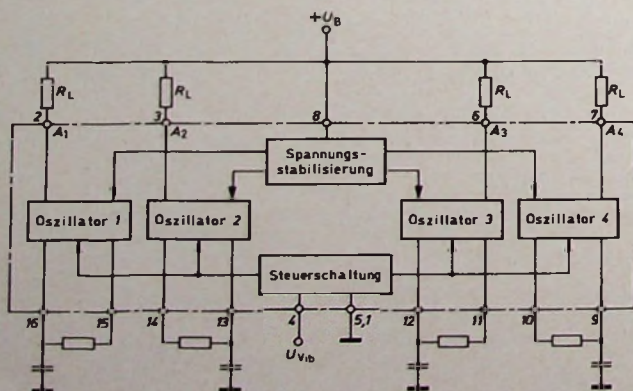 +U_B
R_L R_L R_L R_L
2 3 8 6 7
A_1 A_2 A_3 A_4
Spannungs-
stabilisierung
Oszillator 1 Oszillator 2 Oszillator 3 Oszillator 4
Steuerschaltung
16 15 14 13 4 5,1 12 11 10 9
U_Vib